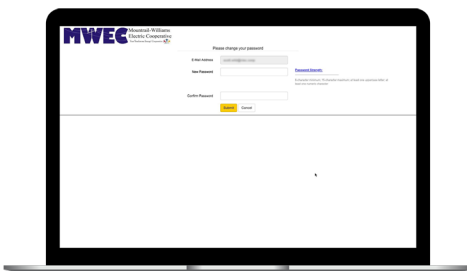 MWEC Mountrail-Williams
Electric Cooperative
Please change your password
E-Mail Address
New Password
Password Strength:
Confirm Password
Submit Cancel